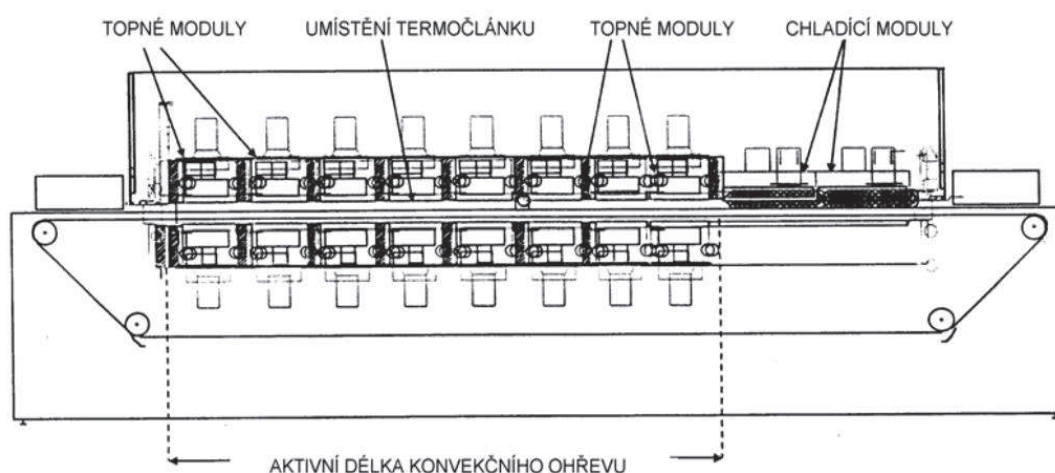 TOPNÉ MODULY UMÍSTĚNÍ TERMOČLÁNKU TOPNÉ MODULY CHLADÍCÍ MODULY
AKTIVNÍ DÉLKA KONVEKČNÍHO OHŘEVU